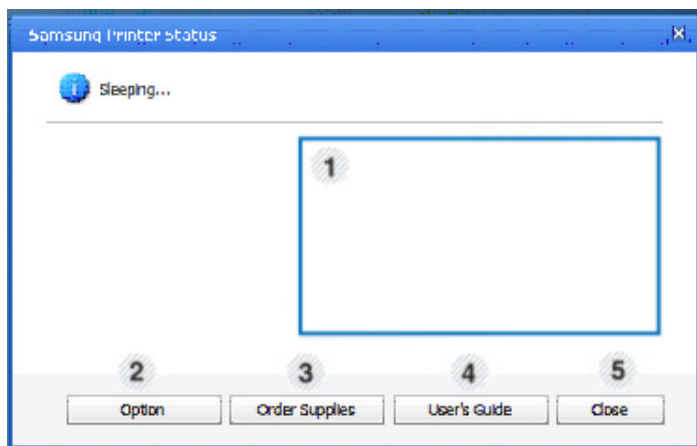 Samsung Printer Status
Sleeping...
1
2 3 4 5
Option Order Supplies User's Guide Close